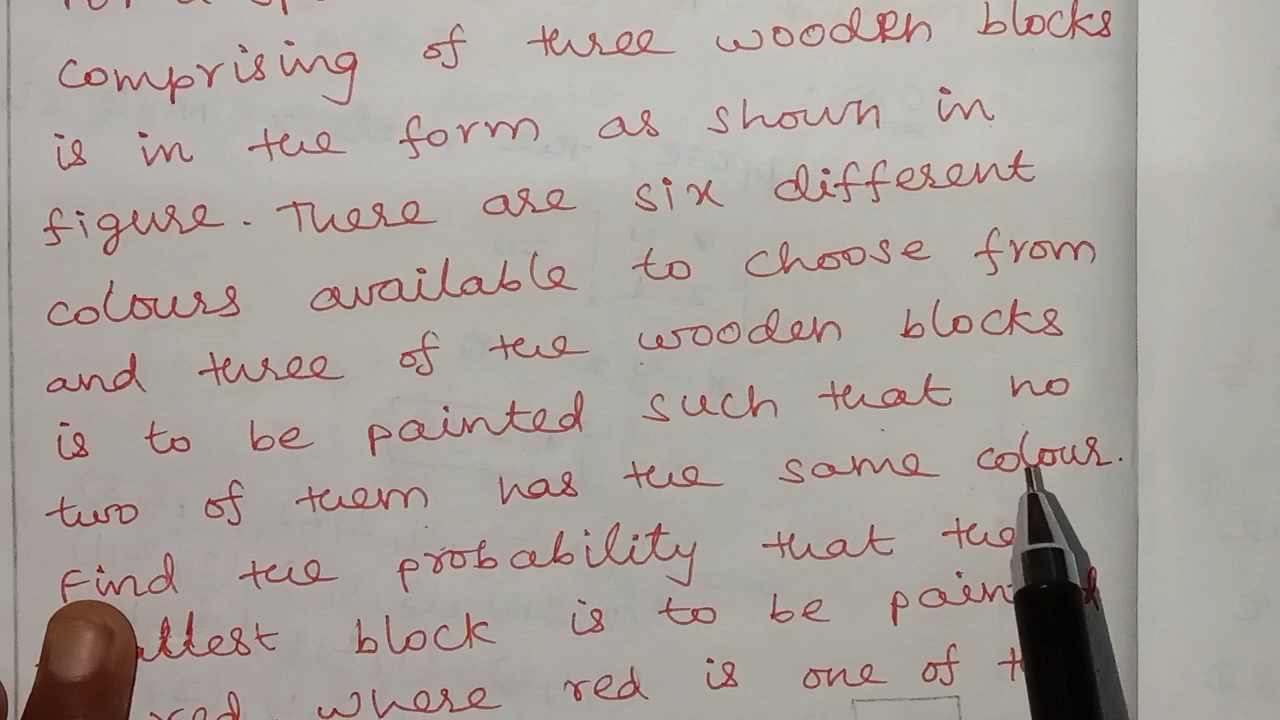 comprising of three wooden blocks
is in the form as shown in
figure. There are six different
colours available to choose from
and three of the wooden blocks
is to be painted such that no
two of them has the same colour.
Find the probability that the
block is to be
red where red is one of